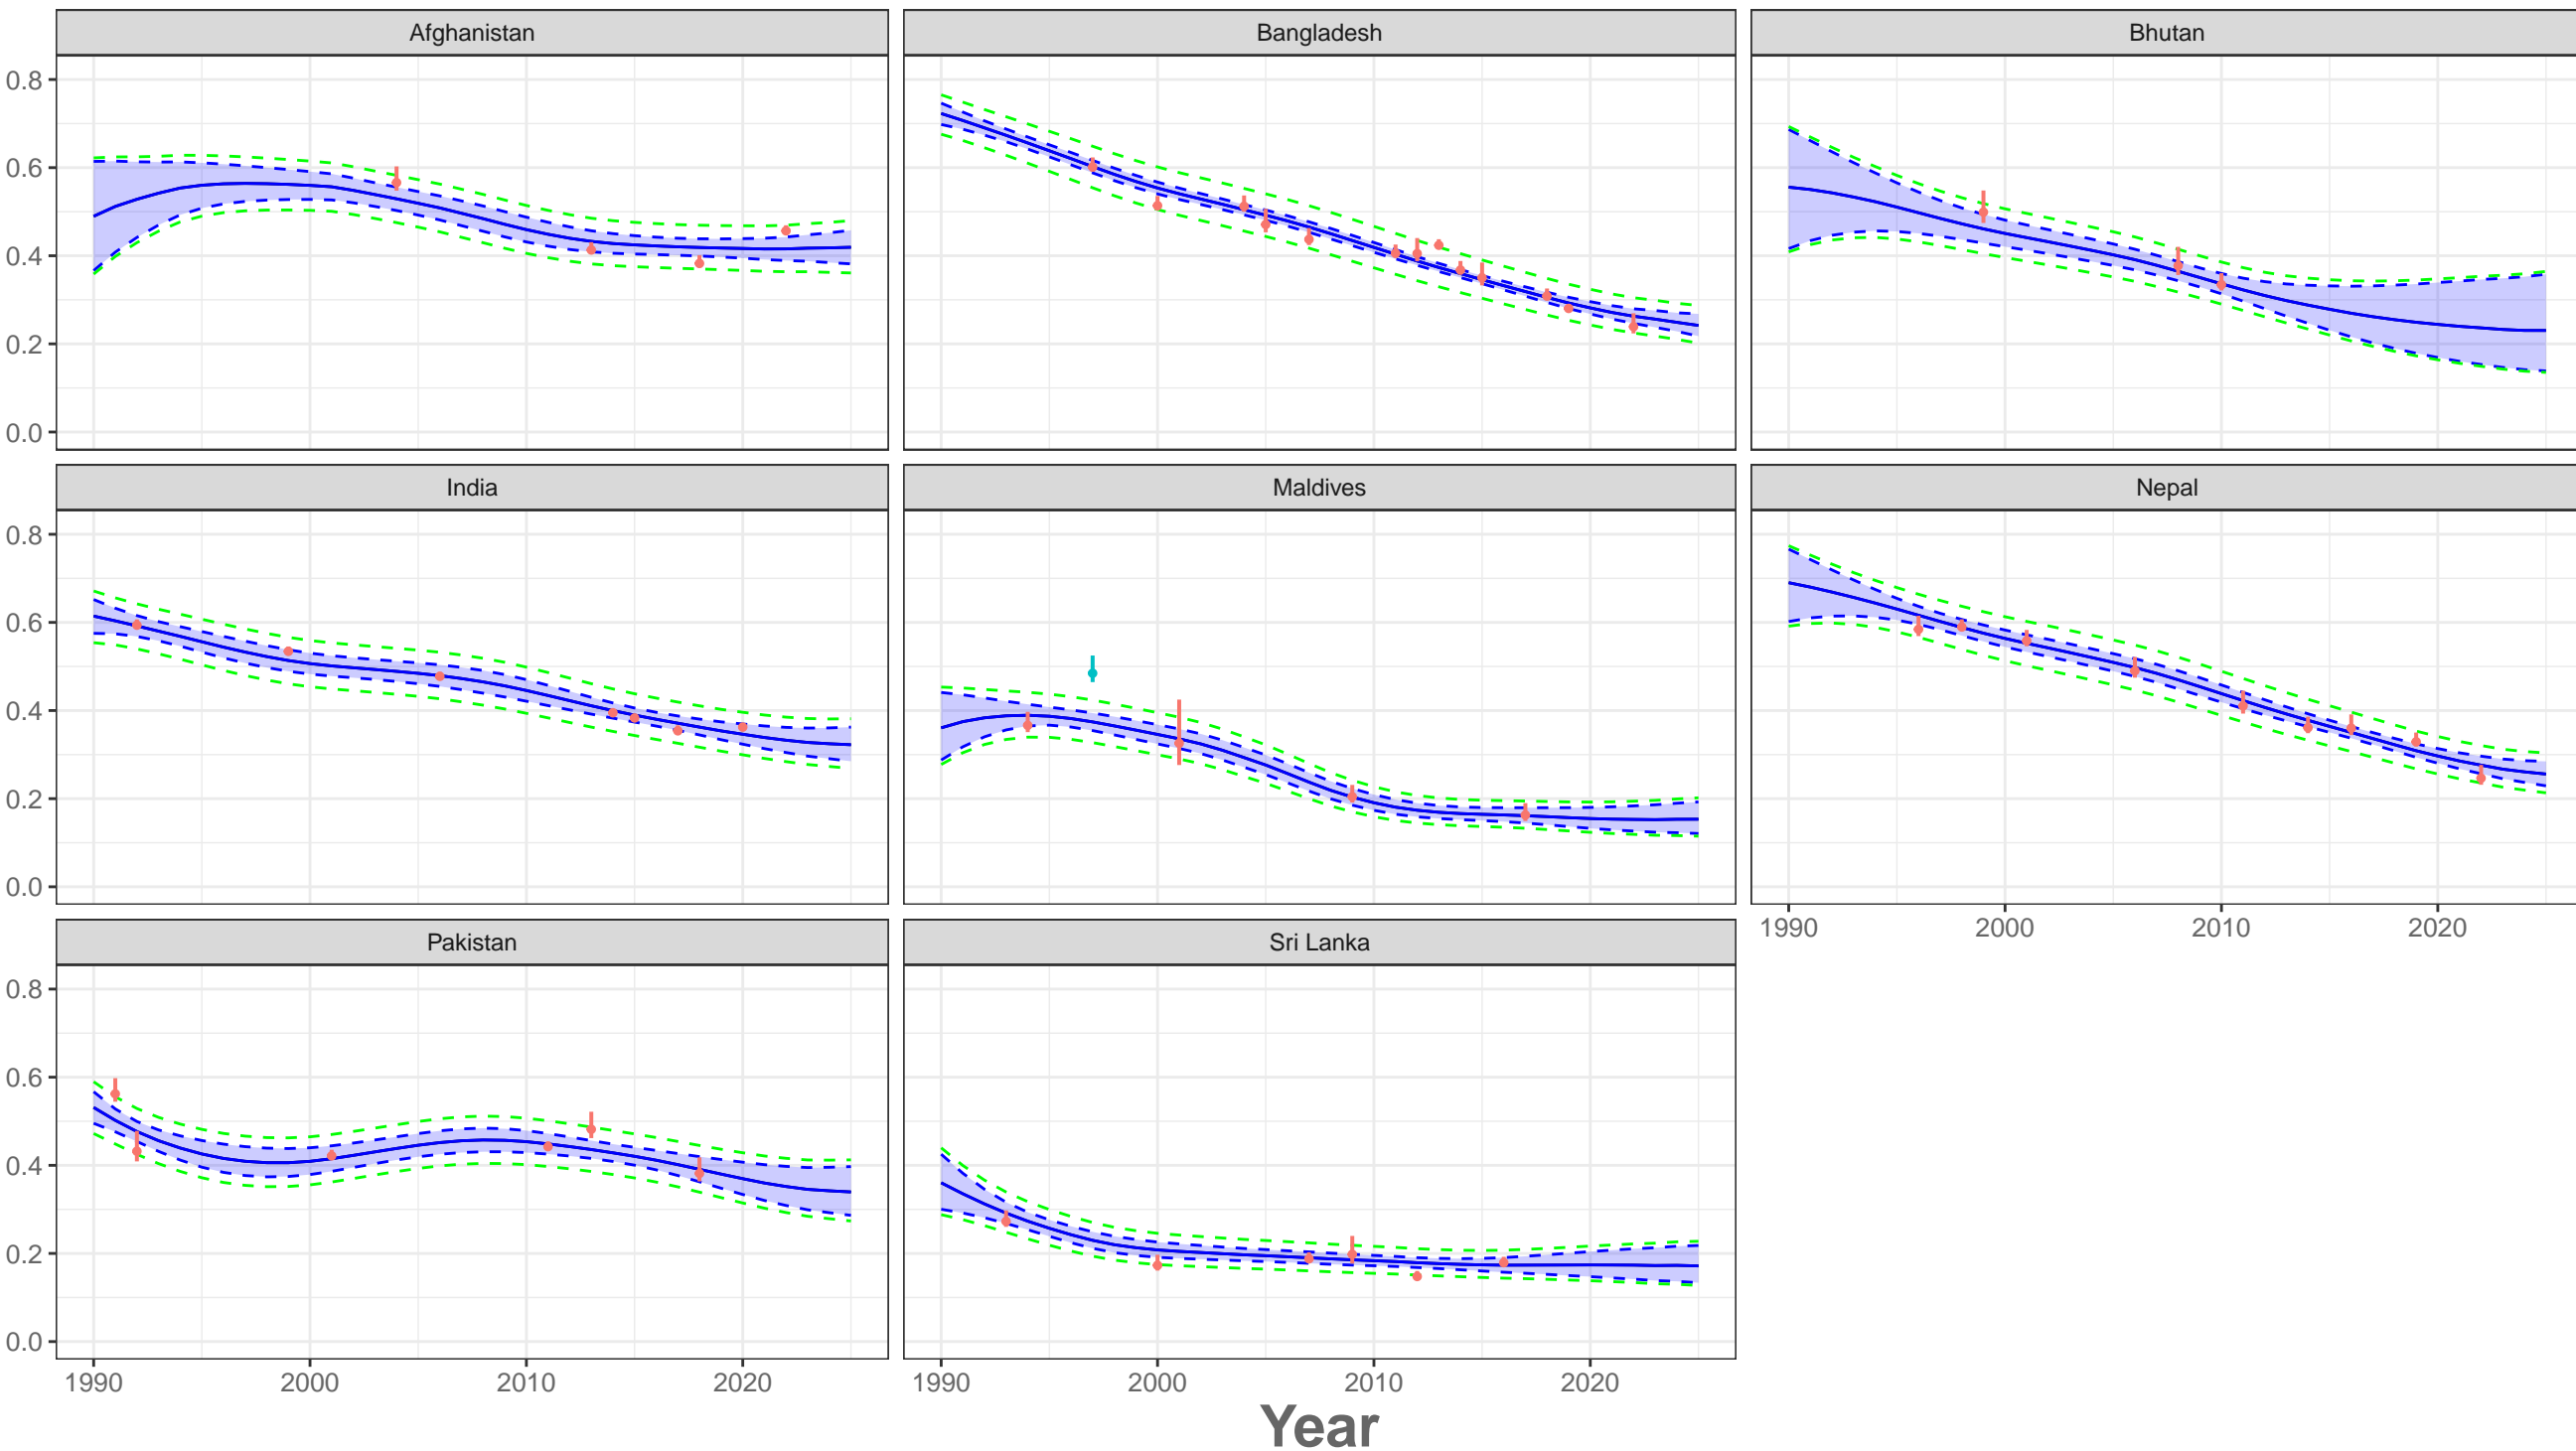 Afghanistan Bangladesh Bhutan
0.8
0.6
0.4
0.2
0.0
India Maldives Nepal
0.8
0.6
0.4
0.2
0.0
1990 2000 2010 2020
Pakistan Sri Lanka
0.8
0.6
0.4
0.2
0.0
1990 2000 2010 2020 1990 2000 2010 2020
Year